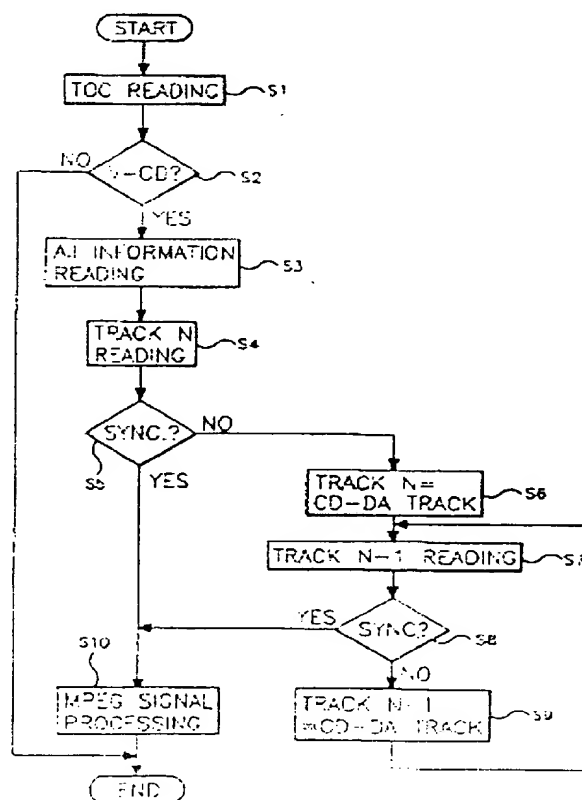 START
TOC READING
S1
NO
V-CD?
S2
YES
A.I INFORMATION
READING
S3
TRACK N
READING
S4
SYNC.?
NO
S5
YES
TRACK N=
CD-DA TRACK
S6
TRACK N-1 READING
S7
YES
SYNC?
S8
S10
NO
MPEG SIGNAL
PROCESSING
TRACK N-1
=CD-DA TRACK
S9
END